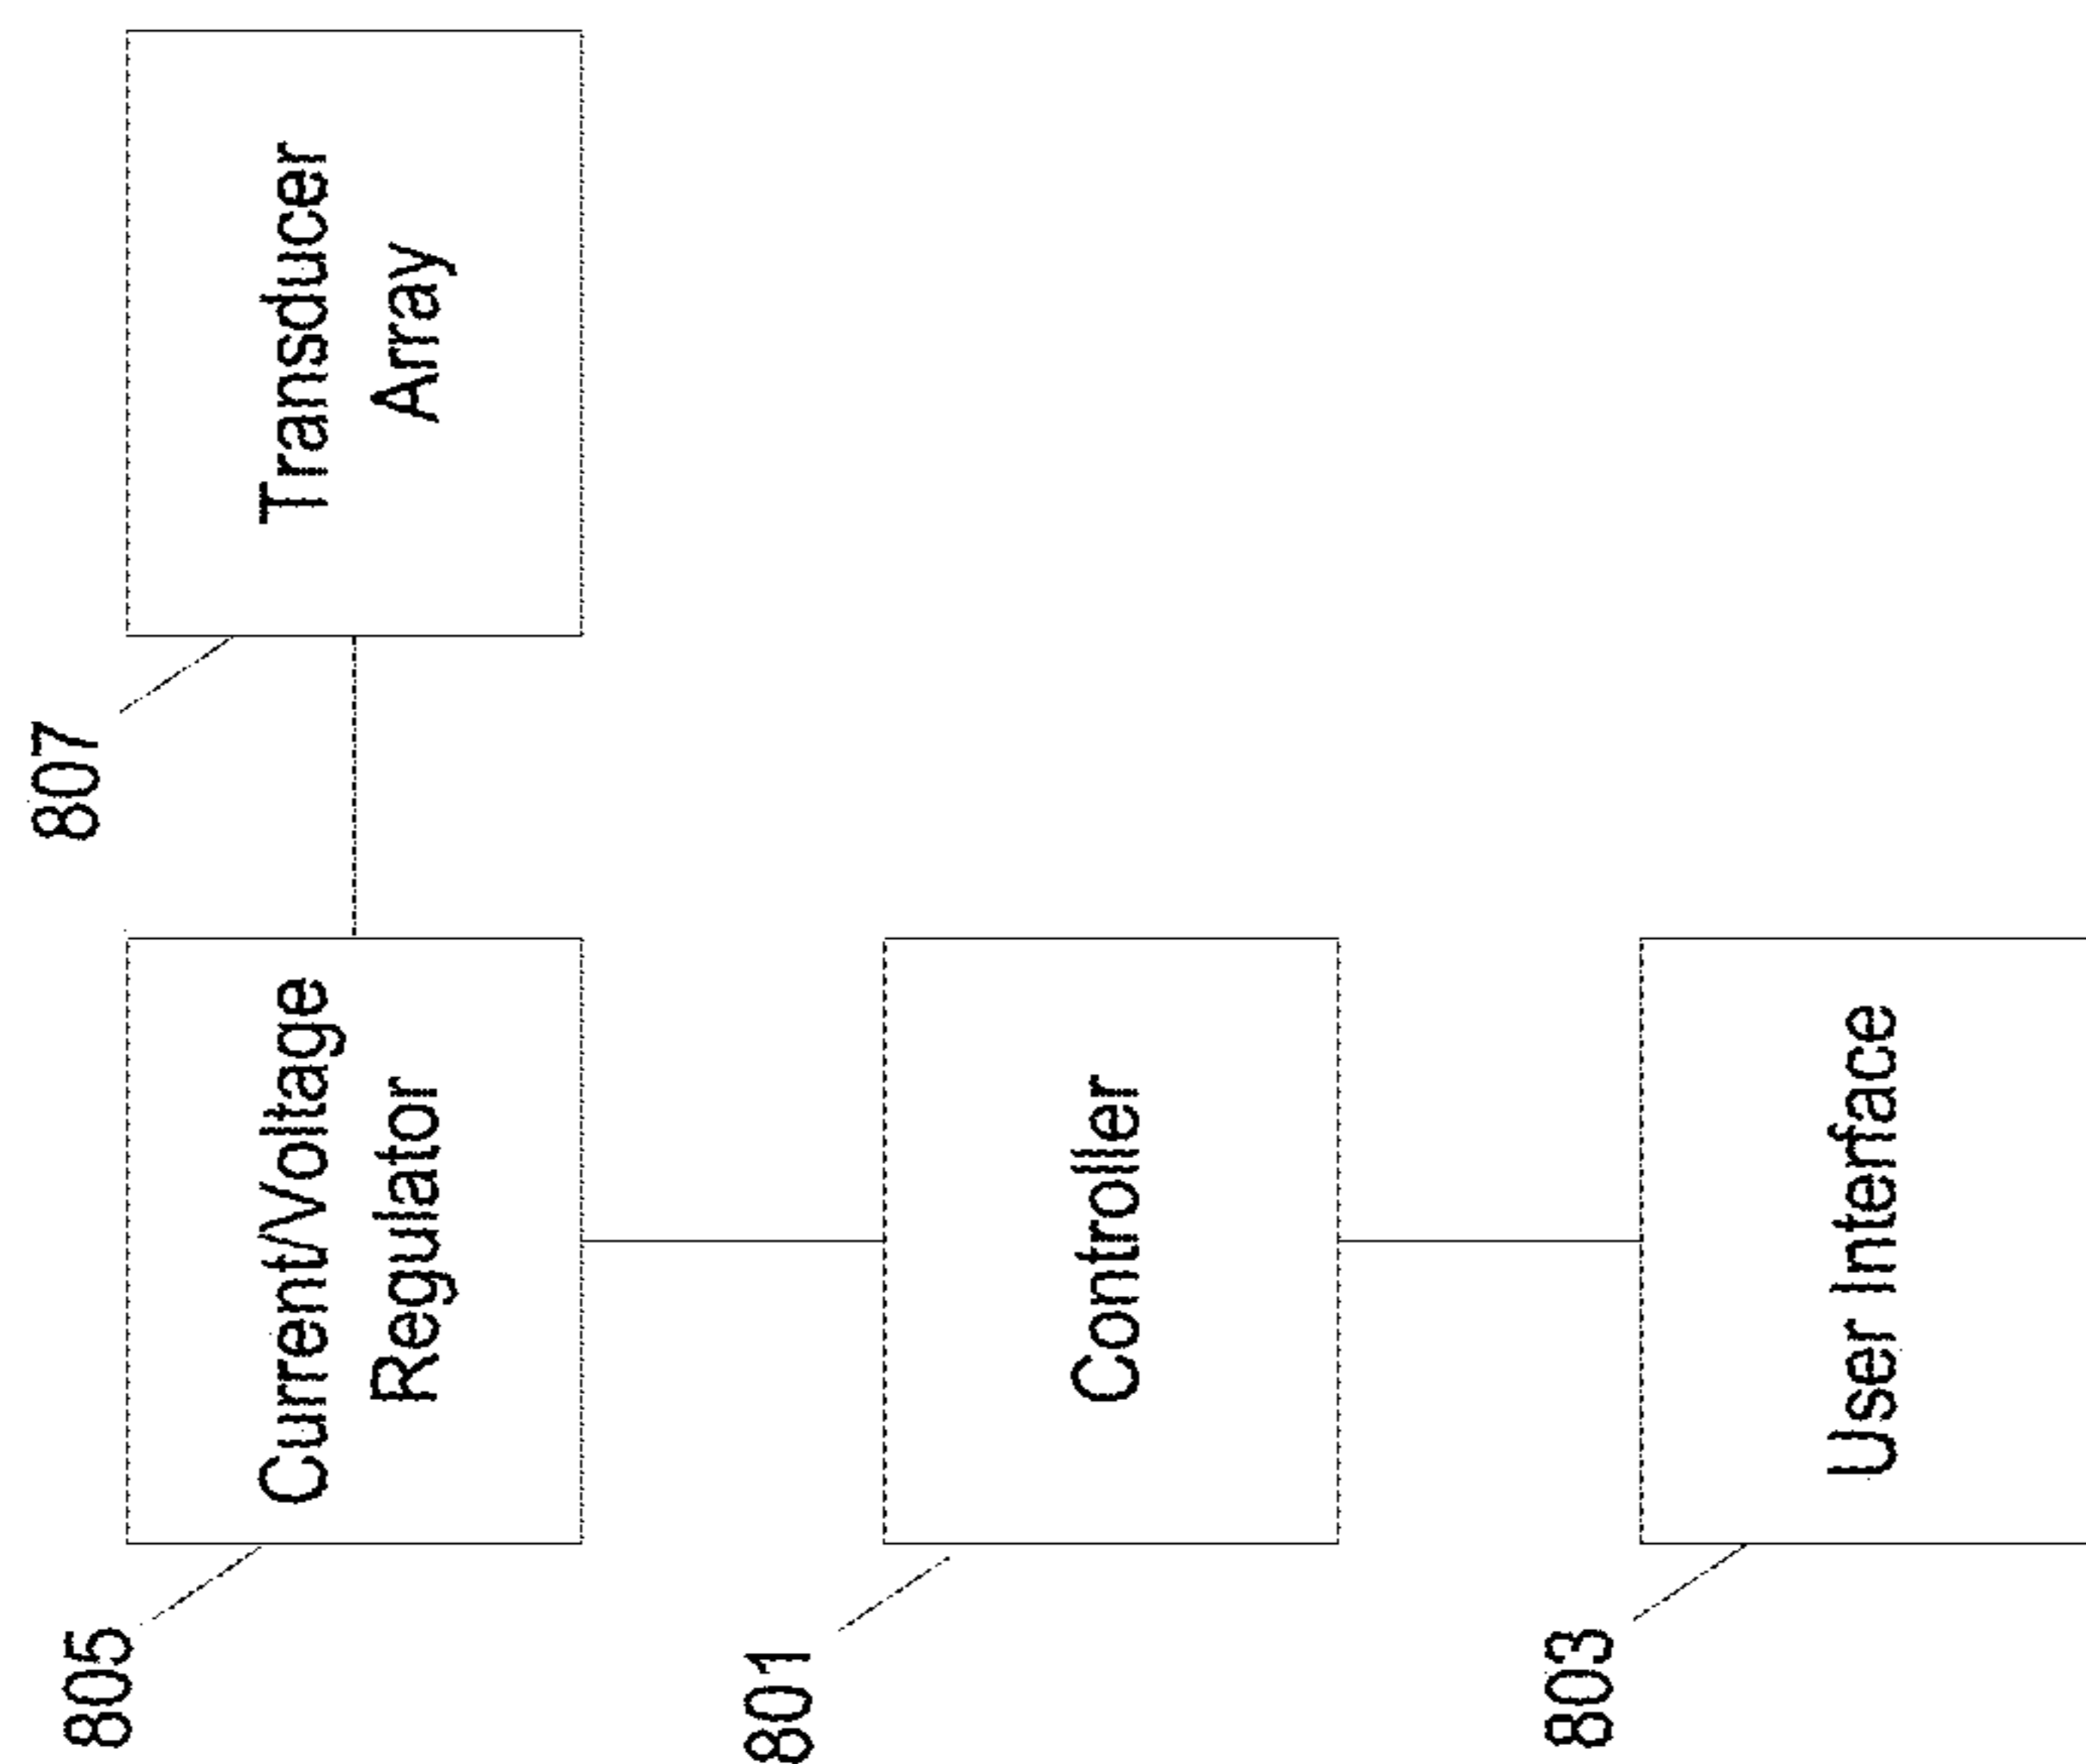 805
Current/Voltage
Regulator
807
Transducer
Array
801
Controller
803
User Interface